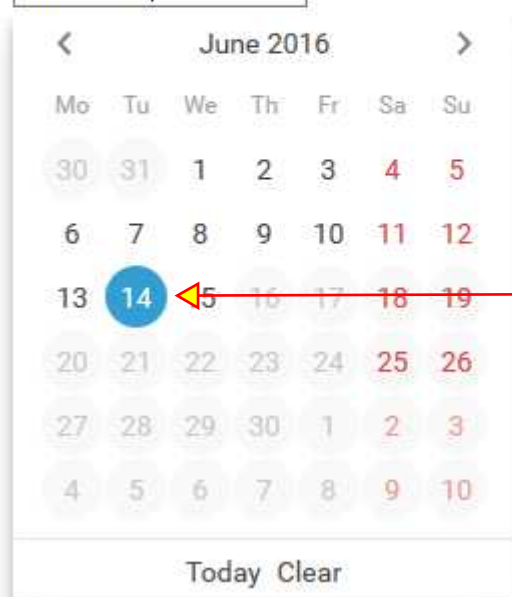 < June 2016 >
Mo Tu We Th Fr Sa Su
30 31 1 2 3 4 5
6 7 8 9 10 11 12
13 14 15 16 17 18 19
20 21 22 23 24 25 26
27 28 29 30 1 2 3
4 5 6 7 8 9 10
Today Clear